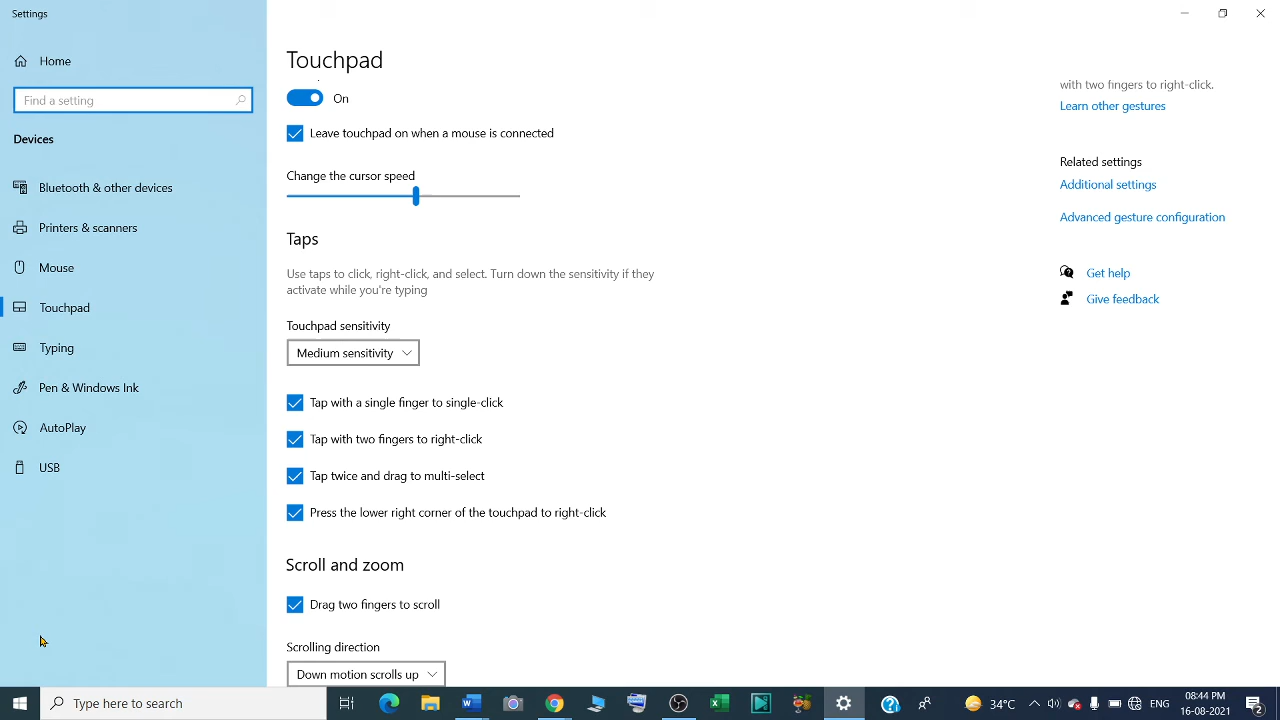 Settings
Home
Find a setting
Devices
Bluetooth & other devices
Printers & scanners
Mouse
Touchpad
Typing
Pen & Windows Ink
AutoPlay
USB
Touchpad
On
Leave touchpad on when a mouse is connected
Change the cursor speed
Taps
Use taps to click, right-click, and select. Turn down the sensitivity if they
activate while you're typing
Touchpad sensitivity
Medium sensitivity
Tap with a single finger to single-click
Tap with two fingers to right-click
Tap twice and drag to multi-select
Press the lower right corner of the touchpad to right-click
Scroll and zoom
Drag two fingers to scroll
Scrolling direction
Down motion scrolls up
with two fingers to right-click.
Learn other gestures
Related settings
Additional settings
Advanced gesture configuration
Get help
Give feedback
Type here to search
34°C
ENG
08:44 PM
16-08-2021
2